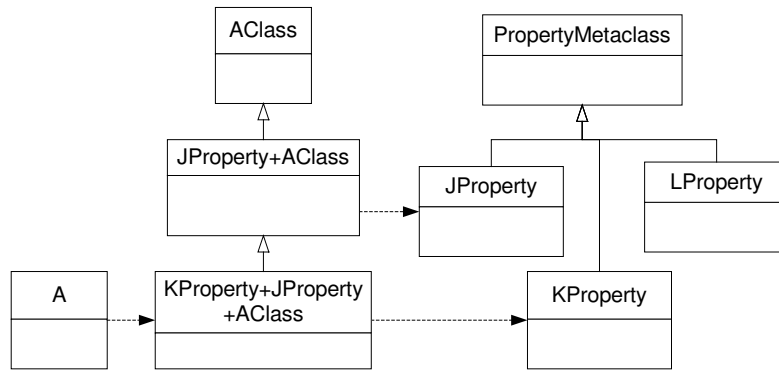 AClass
PropertyMetaclass
JProperty+AClass
JProperty
LProperty
A
KProperty+JProperty
+AClass
KProperty